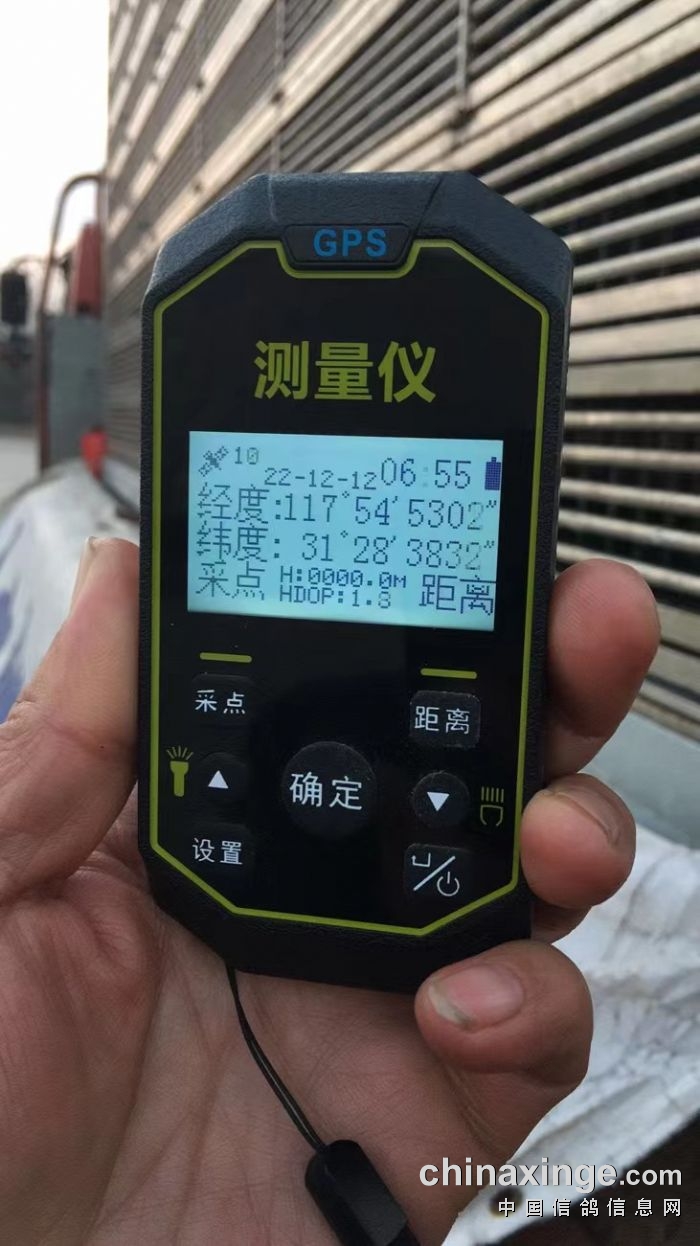 GPS
测量仪
10 22-12-12 06:55
经度:117°54′5302″
纬度: 31°28′3832″
采点 H:0000.0M 距离
HDOP:1.8
采点 距离
确定
设置
chinaxinge.com
中国信鸽信息网